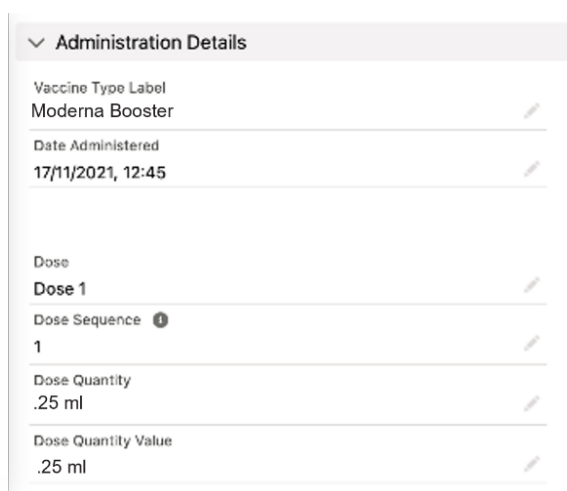 Administration Details
Vaccine Type Label
Moderna Booster
Date Administered
17/11/2021, 12:45
Dose
Dose 1
Dose Sequence
1
Dose Quantity
.25 ml
Dose Quantity Value
.25 ml